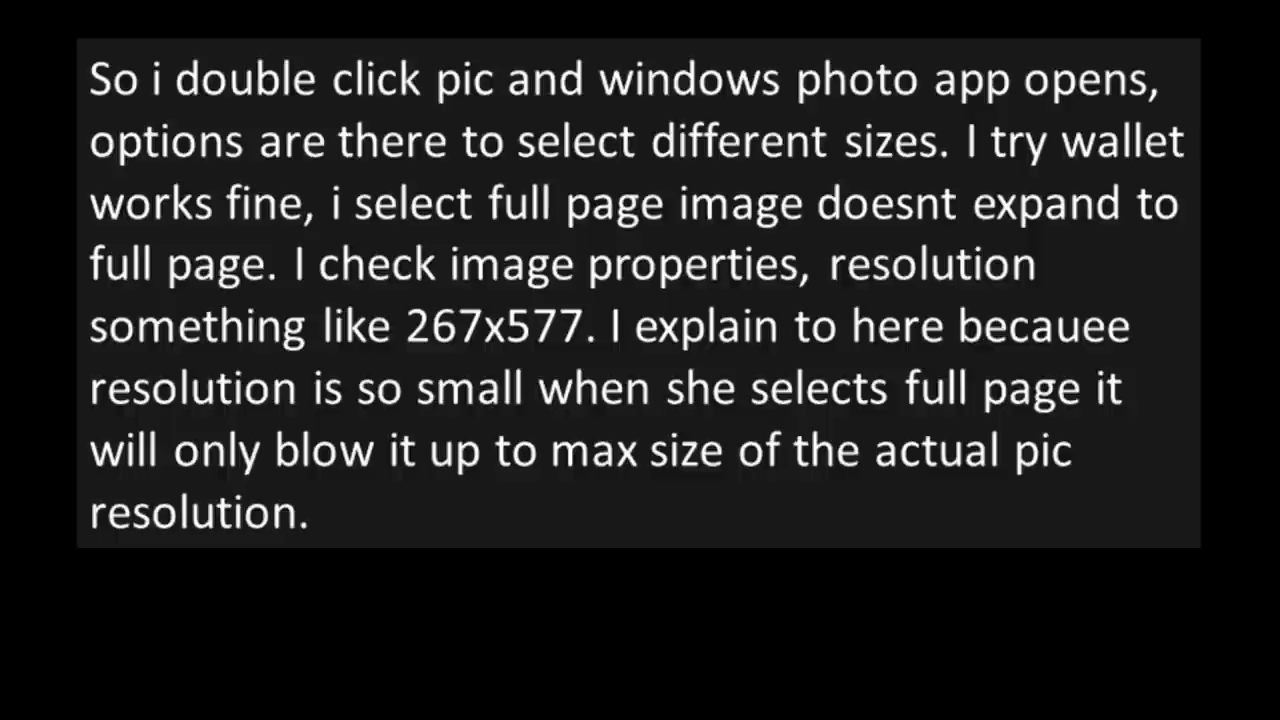 So i double click pic and windows photo app opens,
options are there to select different sizes. I try wallet
works fine, i select full page image doesnt expand to
full page. I check image properties, resolution
something like 267x577. I explain to here becauee
resolution is so small when she selects full page it
will only blow it up to max size of the actual pic
resolution.